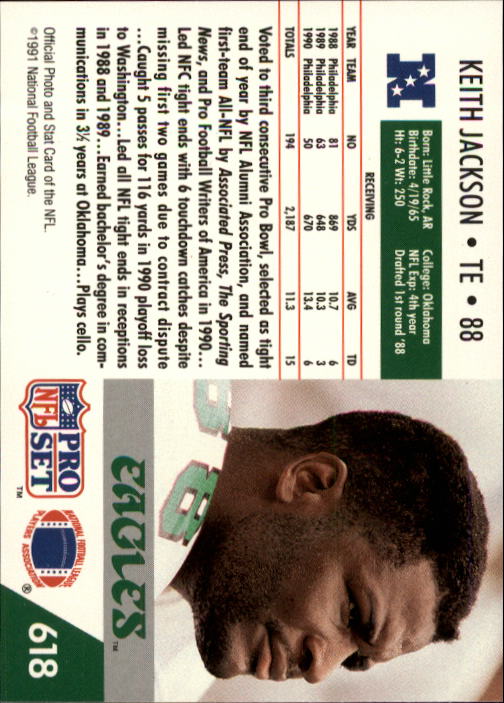 KEITH JACKSON • TE • 88
N
Born: Little Rock, AR College: Oklahoma
Birthdate: 4/19/65 NFL Exp: 4th year
Ht: 6-2 Wt: 250 Drafted 1st round '88
RECEIVING
YEAR TEAM NO YDS AVG TD
1988 Philadelphia 81 869 10.7 6
1989 Philadelphia 63 648 10.3 3
1990 Philadelphia 50 670 13.4 6
TOTALS 194 2,187 11.3 15
Voted to third consecutive Pro Bowl, selected as tight
end of year by NFL Alumni Association, and named
first-team All-NFL by Associated Press, The Sporting
News, and Pro Football Writers of America in 1990...
Led NFC tight ends with 6 touchdown catches despite
missing first two games due to contract dispute
...Caught 5 passes for 116 yards in 1990 playoff loss
to Washington...Led all NFL tight ends in receptions
in 1988 and 1989...Earned bachelor's degree in com-
munications in 3½ years at Oklahoma...Plays cello.
Official Photo and Stat Card of the NFL.
©1991 National Football League.
88
EAGLES™
NFL
PRO
SET™
NATIONAL FOOTBALL LEAGUE
PLAYERS ASSOCIATION
®
618